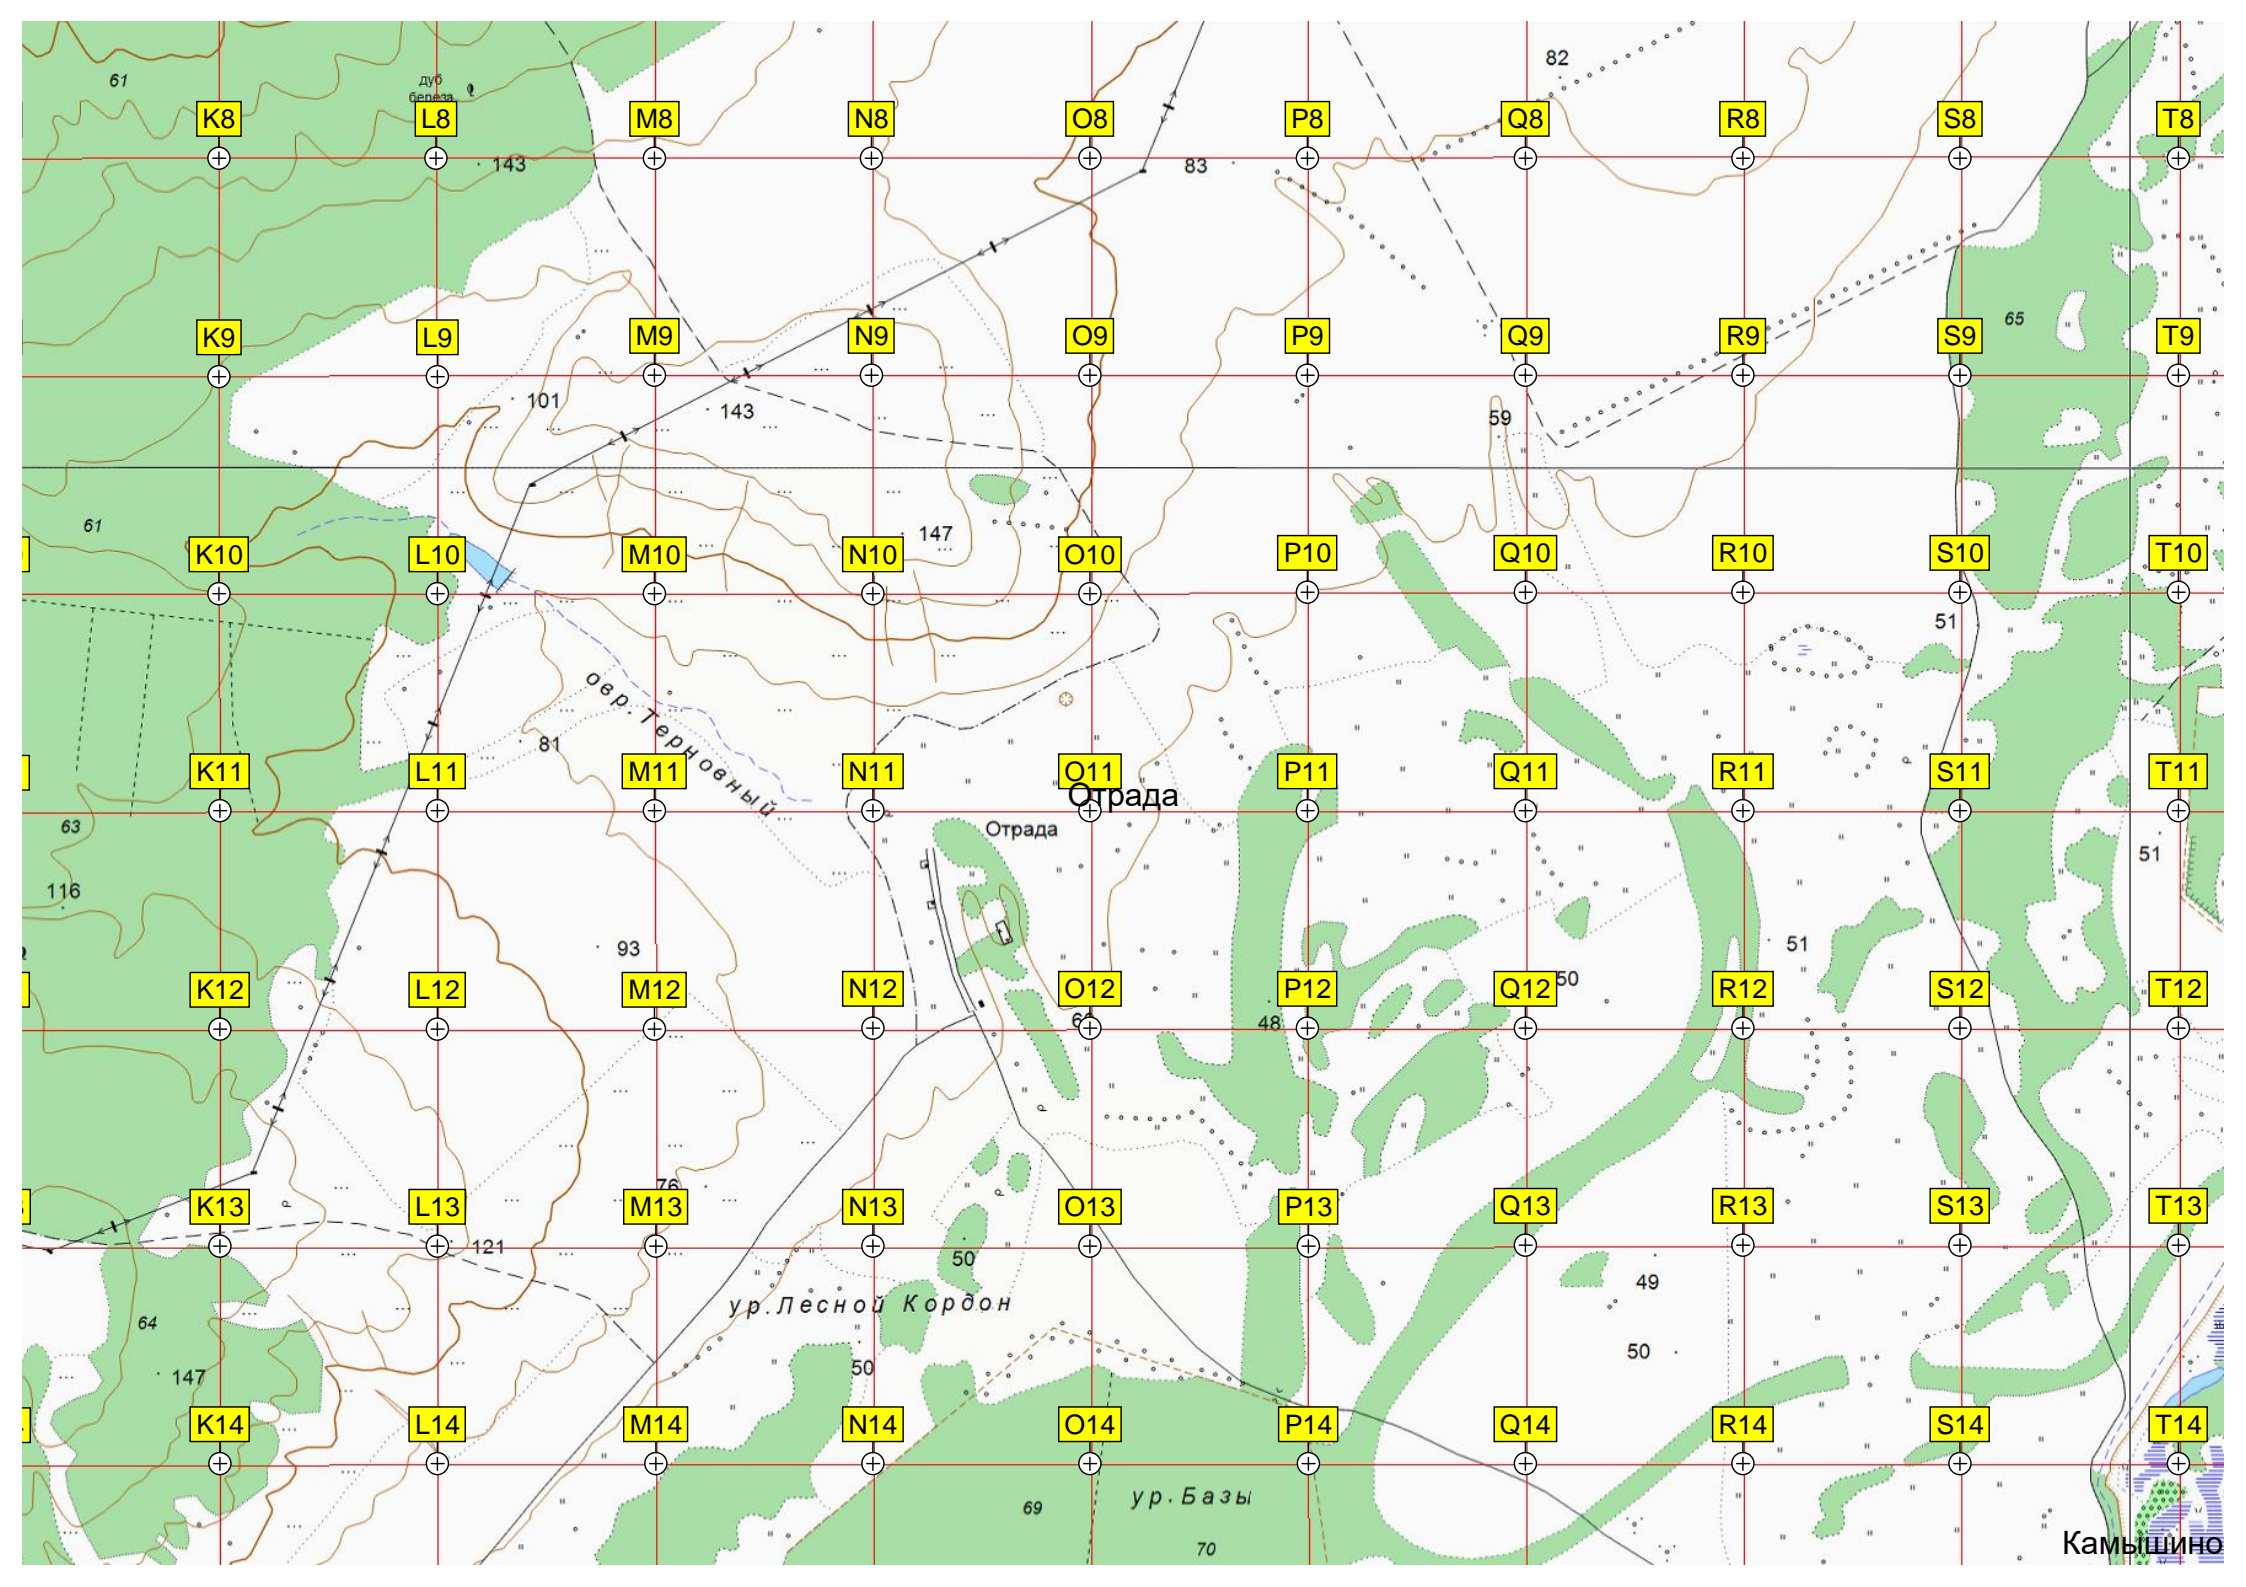 82
61
дуб
береза
K8 L8 M8 N8 O8 P8 Q8 R8 S8 T8
143 83
65
K9 L9 M9 N9 O9 P9 Q9 R9 S9 T9
101 143 59
61 147
K10 L10 M10 N10 O10 P10 Q10 R10 S10 T10
51
овр. Терновный
81
K11 L11 M11 N11 O11 P11 Q11 R11 S11 T11
Отрада
63 Отрада
51
116
93 51
50
K12 L12 M12 N12 O12 P12 Q12 R12 S12 T12
48
76
K13 L13 M13 N13 O13 P13 Q13 R13 S13 T13
121 50
49
ур. Лесной Кордон
64
50 50
147
K14 L14 M14 N14 O14 P14 Q14 R14 S14 T14
69 ур. Базы
70
Камышино